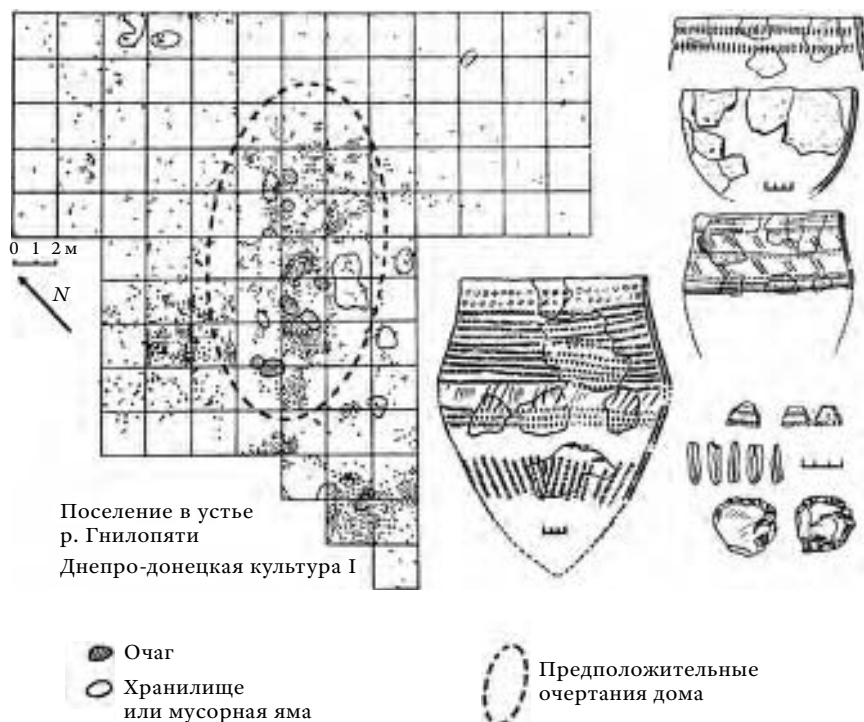 0 1 2 м
N
Поселение в устье
р. Гнилопяти
Днепро-донецкая культура I
Очаг
Хранилище
или мусорная яма
Предположительные
очертания дома